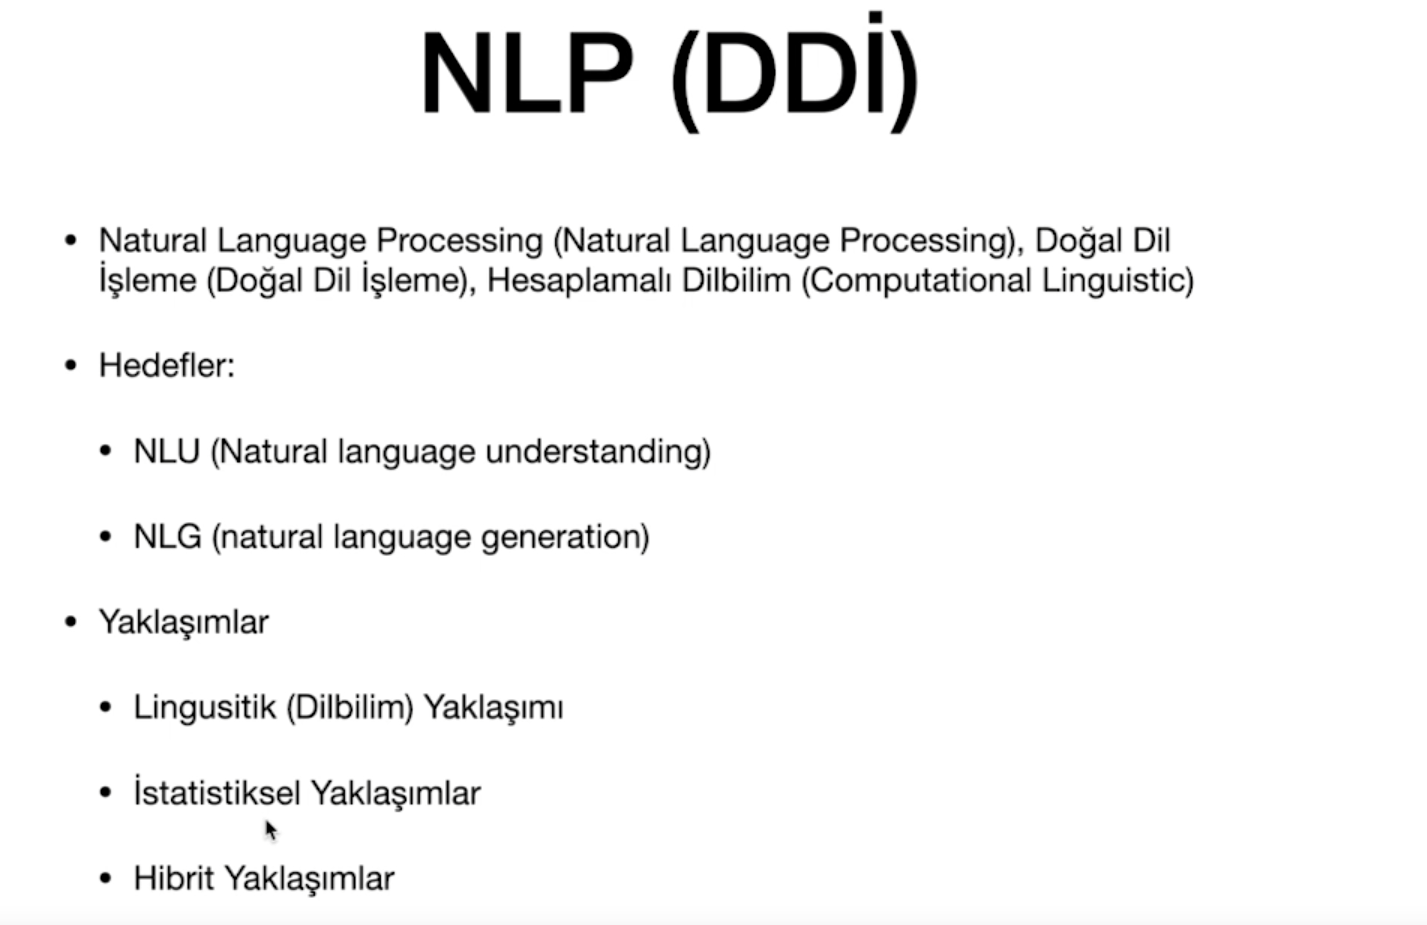 NLP (DDİ)
• Natural Language Processing (Natural Language Processing), Doğal Dil
İşleme (Doğal Dil İşleme), Hesaplamalı Dilbilim (Computational Linguistic)
• Hedefler:
• NLU (Natural language understanding)
• NLG (natural language generation)
• Yaklaşımlar
• Lingusitik (Dilbilim) Yaklaşımı
• İstatistiksel Yaklaşımlar
• Hibrit Yaklaşımlar